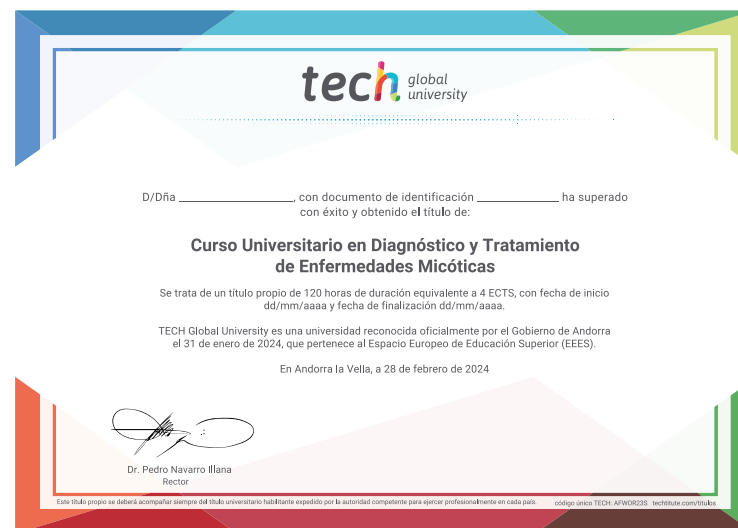 tech global university
D/Dña ______________, con documento de identificación __________ ha superado
con éxito y obtenido el título de:
Curso Universitario en Diagnóstico y Tratamiento
de Enfermedades Micóticas
Se trata de un título propio de 120 horas de duración equivalente a 4 ECTS, con fecha de inicio
dd/mm/aaaa y fecha de finalización dd/mm/aaaa.
TECH Global University es una universidad reconocida oficialmente por el Gobierno de Andorra
el 31 de enero de 2024, que pertenece al Espacio Europeo de Educación Superior (EEES).
En Andorra la Vella, a 28 de febrero de 2024
Dr. Pedro Navarro Illana
Rector
Este título propio se deberá acompañar siempre del título universitario habilitante expedido por la autoridad competente para ejercer profesionalmente en cada país. código único TECH: AFWOR23S techtitute.com/titulos